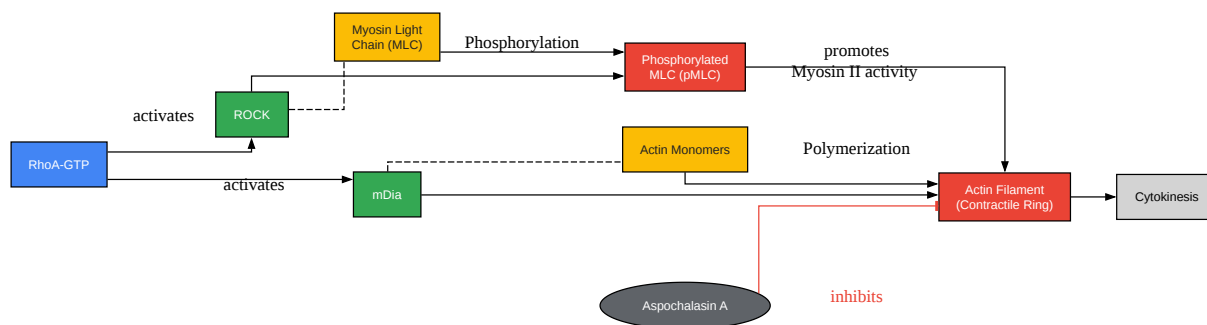 Myosin Light
Chain (MLC)
Phosphorylation
Phosphorylated
MLC (pMLC)
promotes
Myosin II activity
activates
ROCK
RhoA-GTP
activates
mDia
Actin Monomers
Polymerization
Actin Filament
(Contractile Ring)
Cytokinesis
Aspochalasin A
inhibits